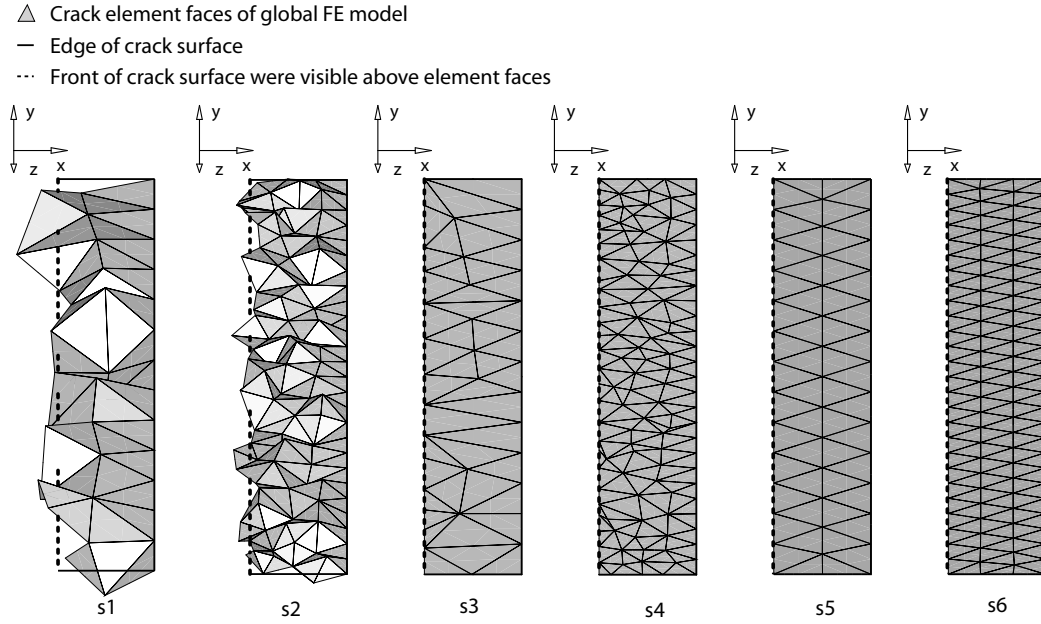 Crack element faces of global FE model
Edge of crack surface
Front of crack surface were visible above element faces
y y y y y y
z x z x z x z x z x z x
s1 s2 s3 s4 s5 s6